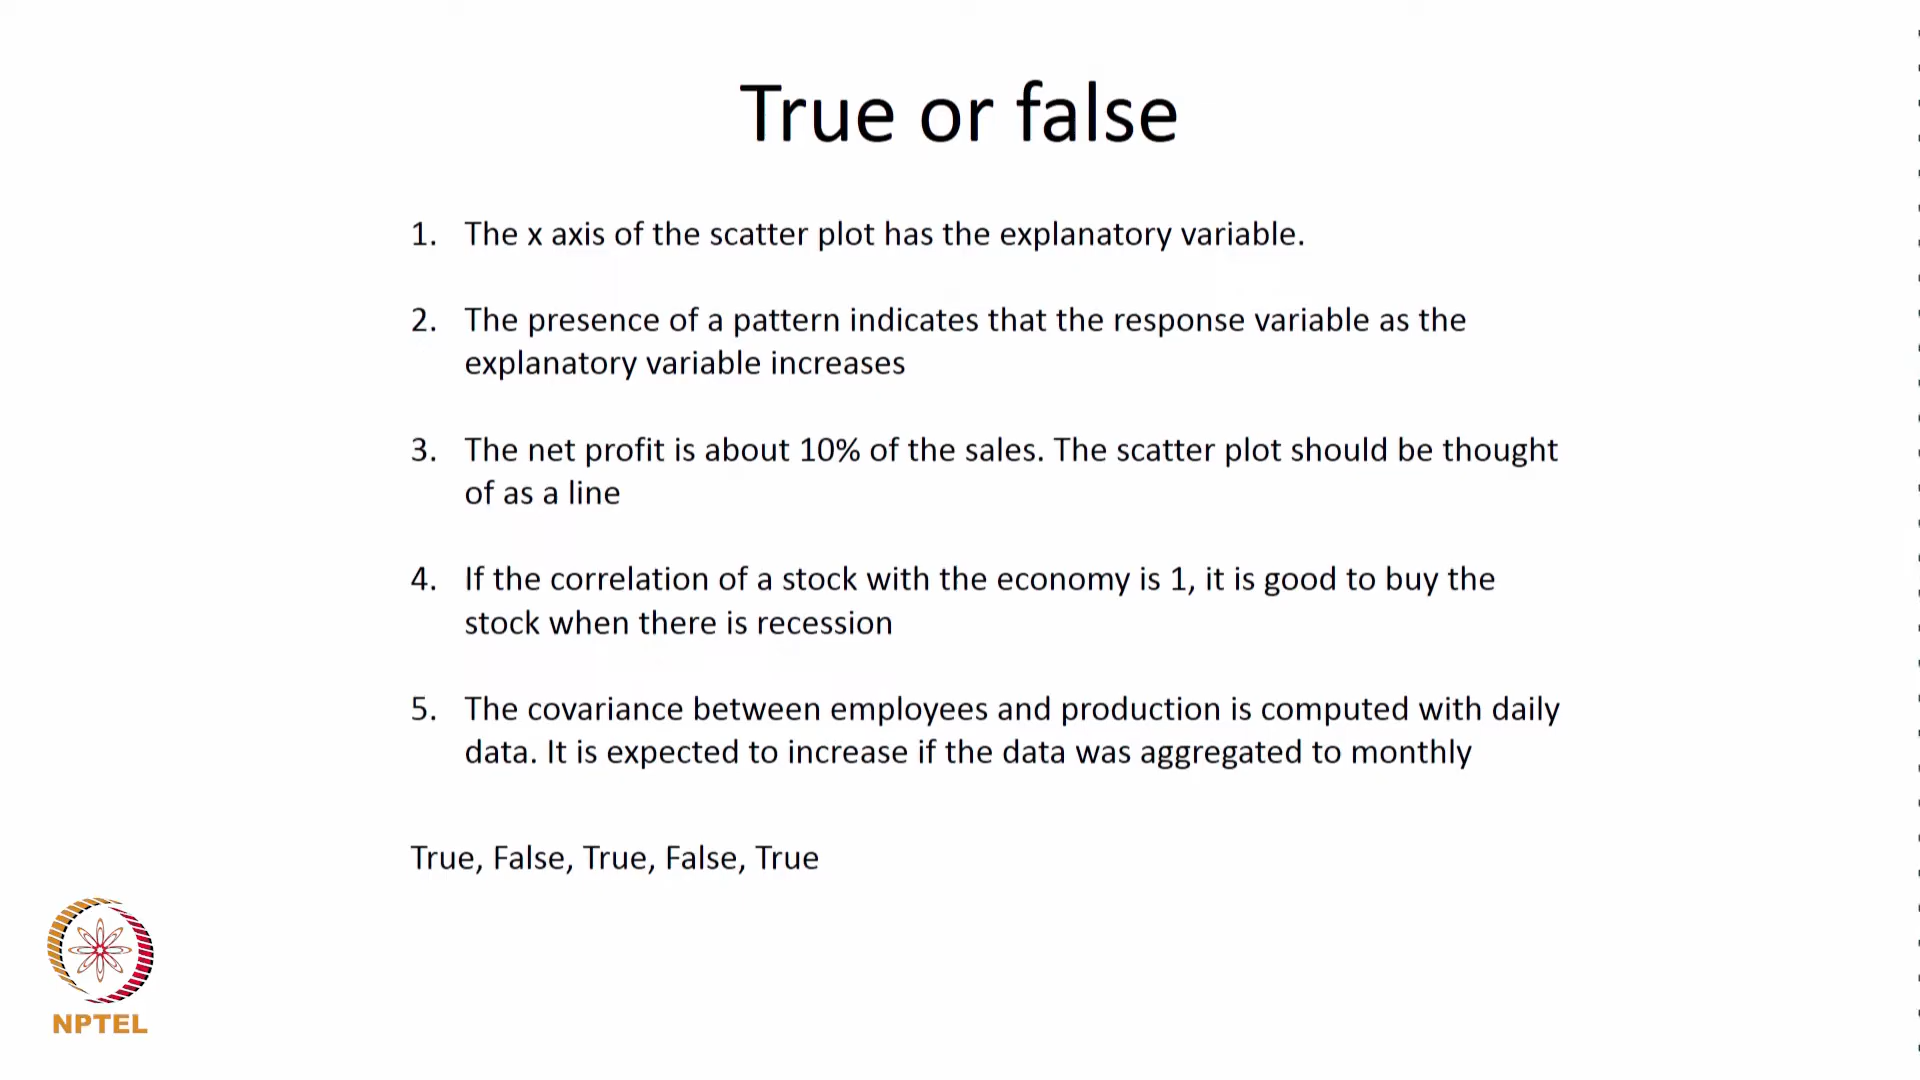 True or false
1. The x axis of the scatter plot has the explanatory variable.
2. The presence of a pattern indicates that the response variable as the
explanatory variable increases
3. The net profit is about 10% of the sales. The scatter plot should be thought
of as a line
4. If the correlation of a stock with the economy is 1, it is good to buy the
stock when there is recession
5. The covariance between employees and production is computed with daily
data. It is expected to increase if the data was aggregated to monthly
True, False, True, False, True
NPTEL